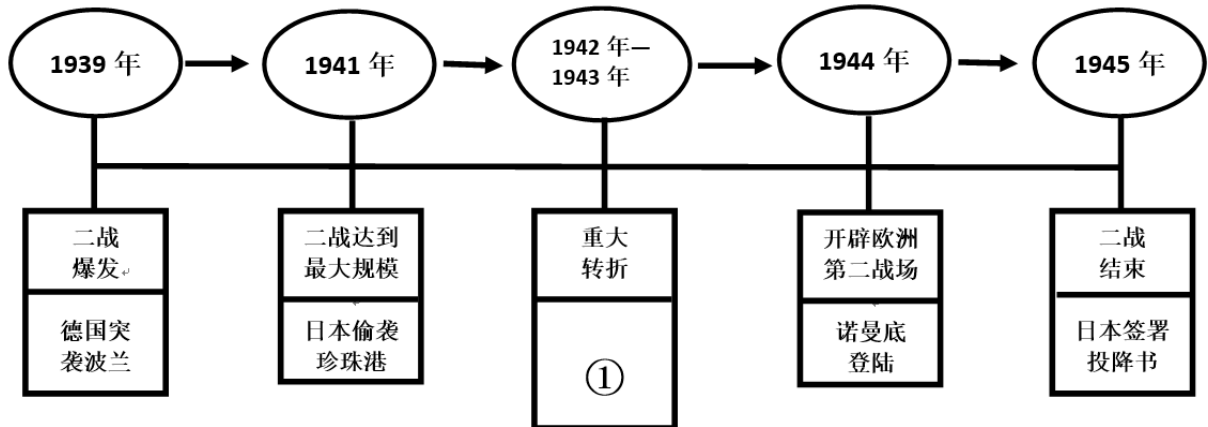 1939 年
1941 年
1942 年—
1943 年
1944 年
1945 年
二战
爆发
二战达到
最大规模
重大
转折
开辟欧洲
第二战场
二战
结束
德国突
袭波兰
日本偷袭
珍珠港
①
诺曼底
登陆
日本签署
投降书